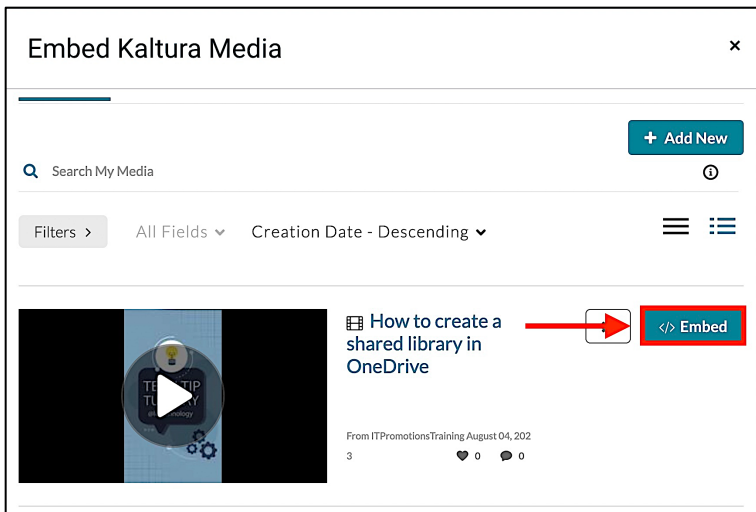 Embed Kaltura Media
×
+ Add New
Search My Media
Filters >
All Fields
Creation Date - Descending
How to create a
shared library in
OneDrive
</> Embed
From ITPromotionsTraining August 04, 202
3
0
0